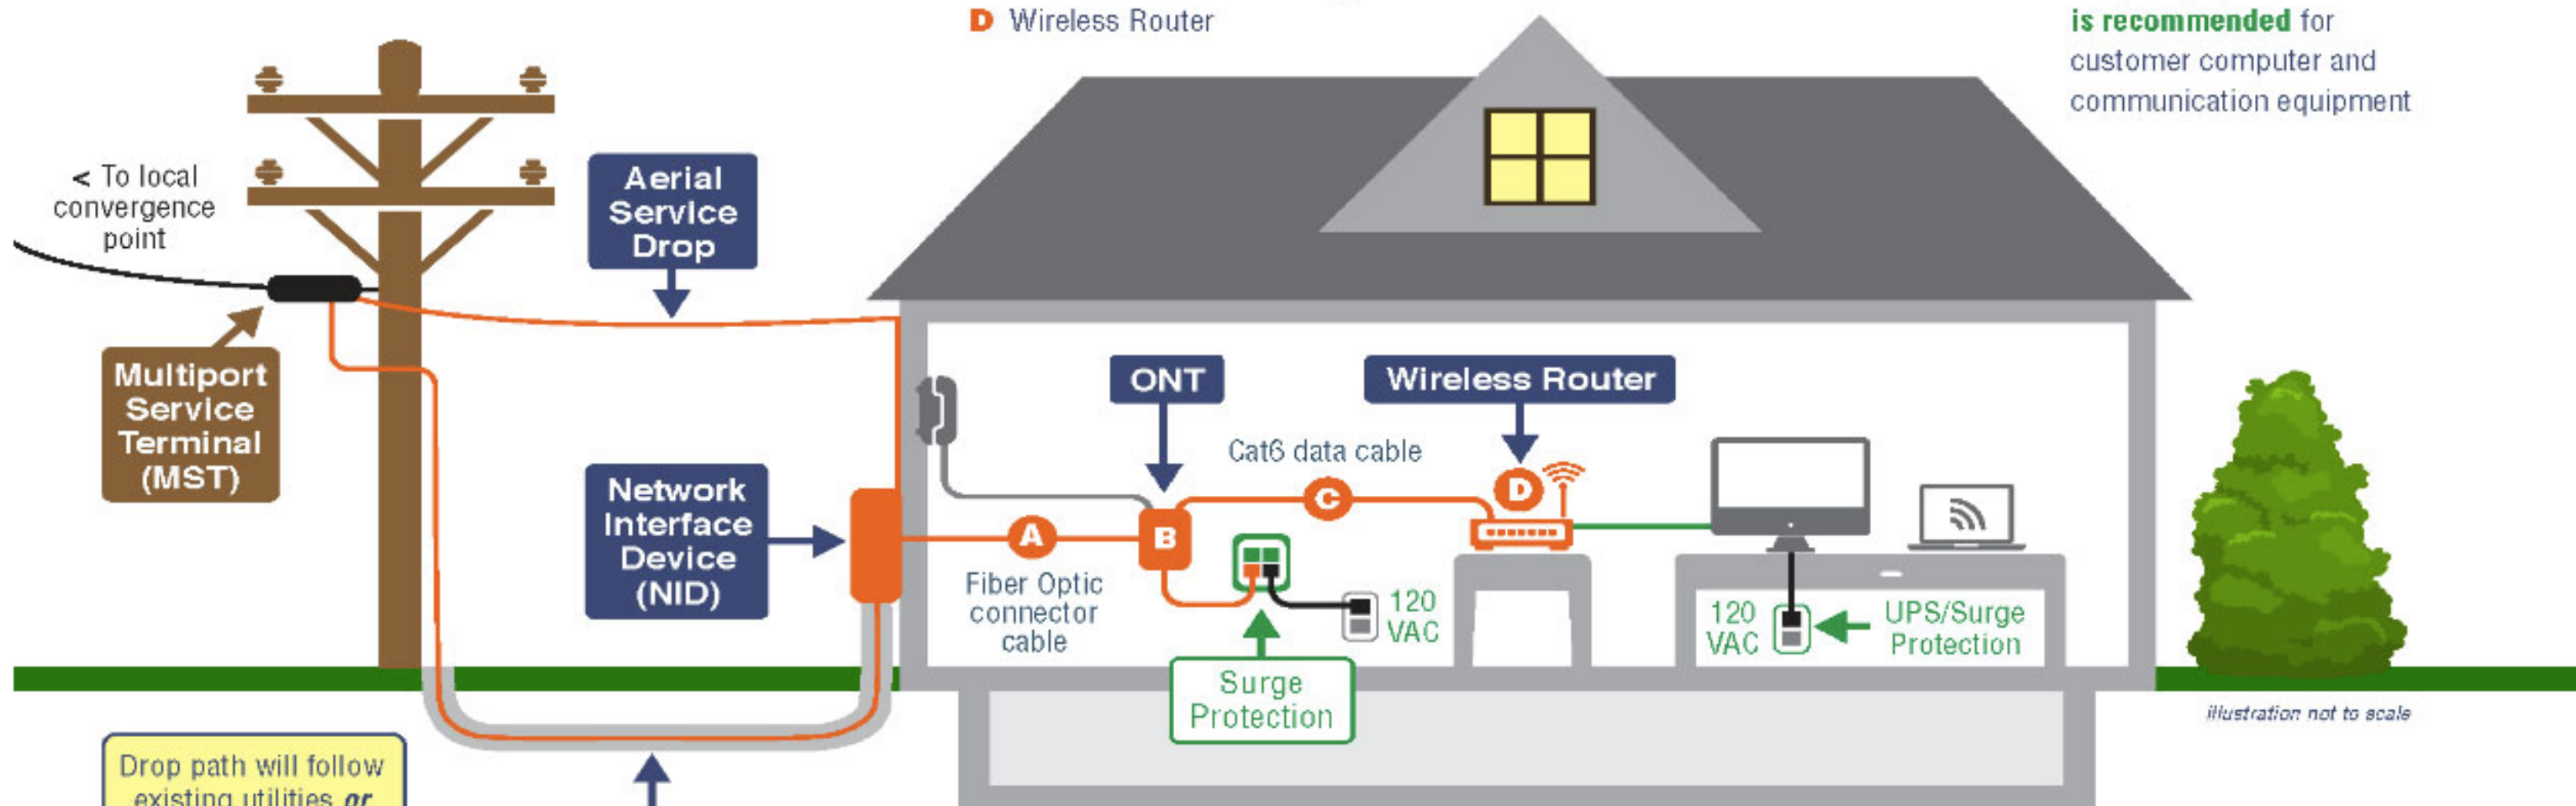 D Wireless Router
is recommended for
customer computer and
communication equipment
< To local
convergence
point
Aerial
Service
Drop
Multiport
Service
Terminal
(MST)
Network
Interface
Device
(NID)
ONT
Wireless Router
Cat6 data cable
D
C
A
B
Fiber Optic
connector
cable
120
VAC
Surge
Protection
120
VAC
UPS/Surge
Protection
illustration not to scale
Drop path will follow
existing utilities or